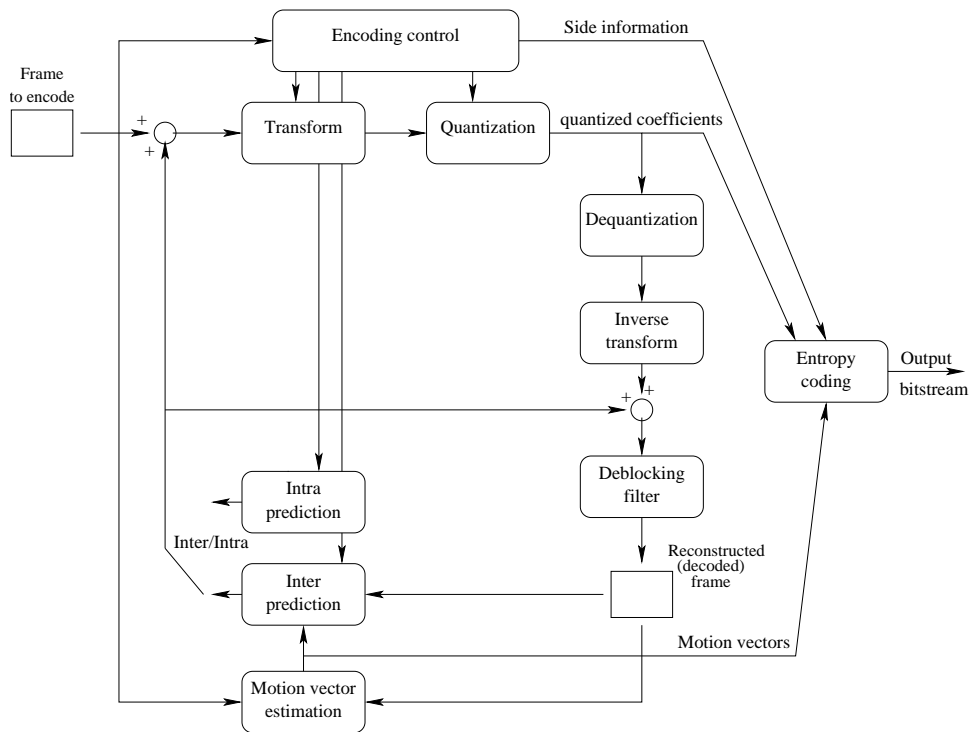 Encoding control
Side information
Frame
to encode
+
+
Transform
Quantization
quantized coefficients
Dequantization
Inverse
transform
Entropy
coding
Output
bitstream
+ +
Deblocking
filter
Intra
prediction
Inter/Intra
Inter
prediction
Reconstructed
(decoded)
frame
Motion vectors
Motion vector
estimation